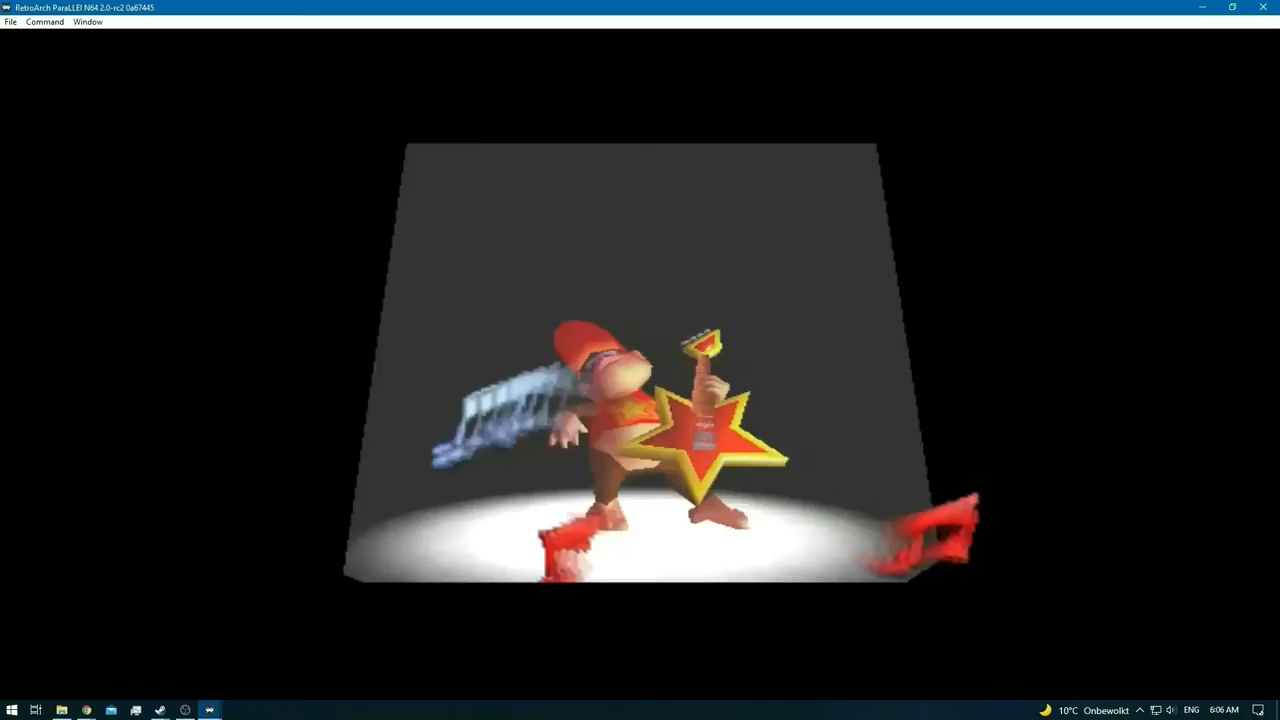 RetroArch ParaLLEl N64 2.0-rc2 0a67445
File Command Window
10°C Onbewolkt ENG 6:06 AM